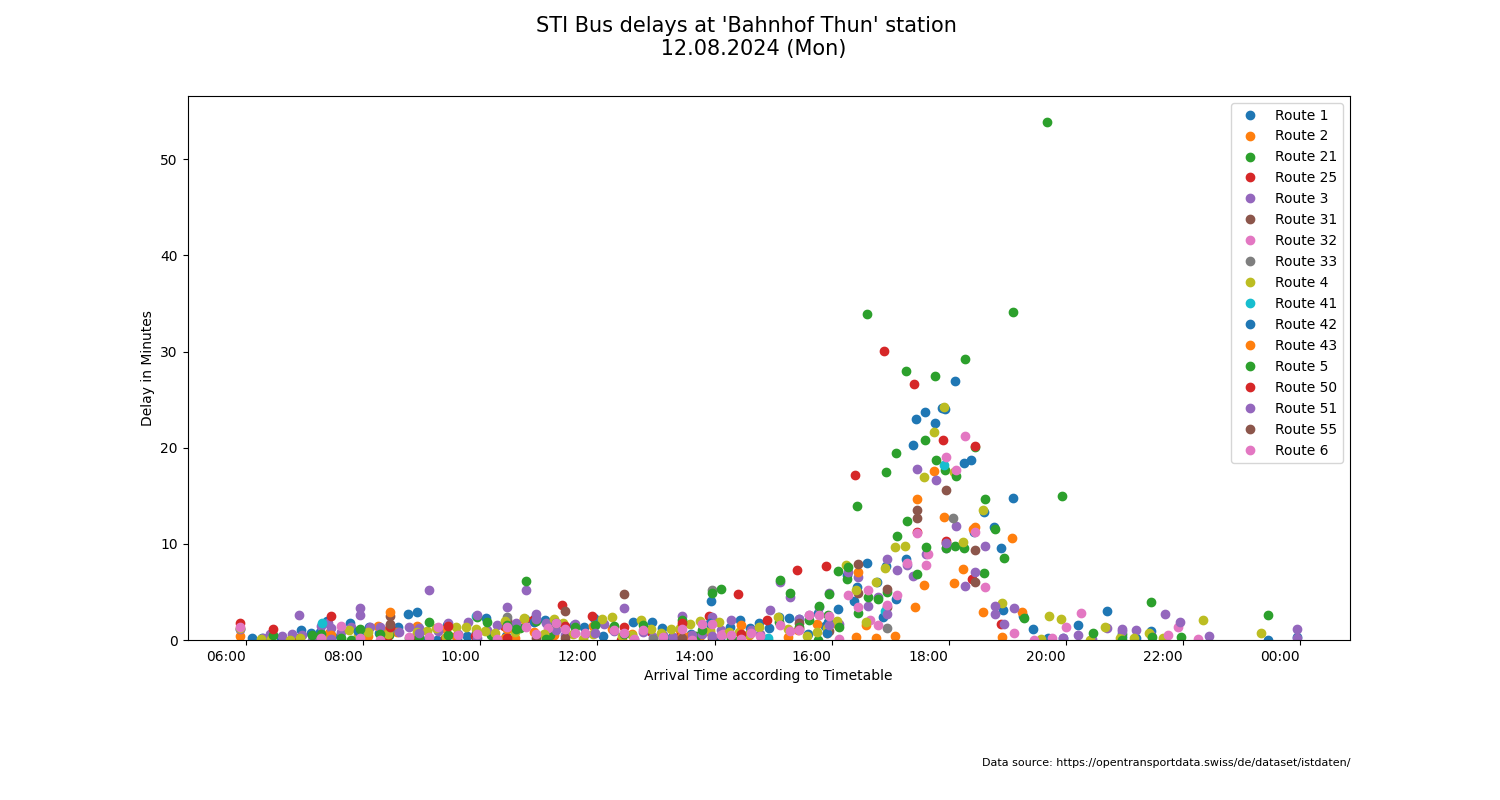 STI Bus delays at 'Bahnhof Thun' station
12.08.2024 (Mon)
Delay in Minutes
50
40
30
20
10
0
06:00
08:00
10:00
12:00
14:00
16:00
18:00
20:00
22:00
00:00
Arrival Time according to Timetable
Route 1
Route 2
Route 21
Route 25
Route 3
Route 31
Route 32
Route 33
Route 4
Route 41
Route 42
Route 43
Route 5
Route 50
Route 51
Route 55
Route 6
Data source: https://opentransportdata.swiss/de/dataset/istdaten/